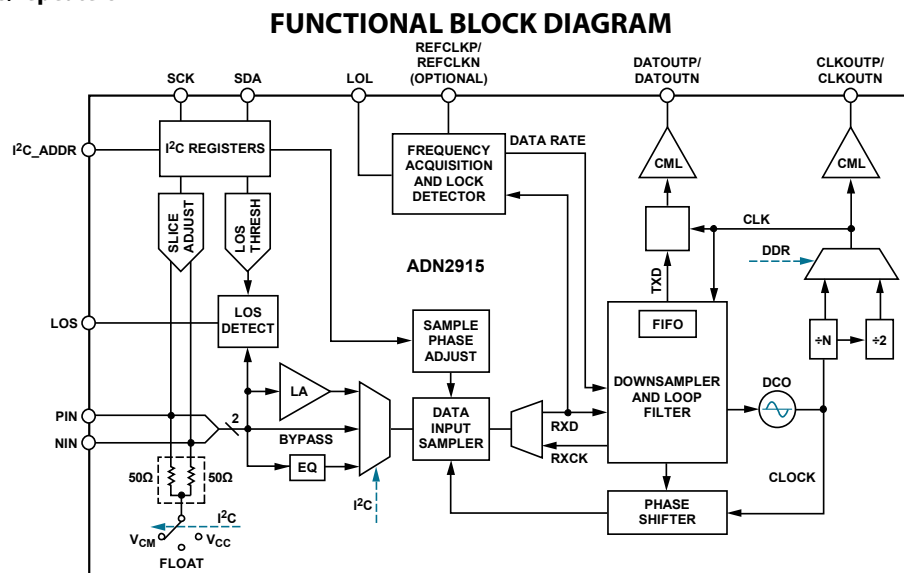 FUNCTIONAL BLOCK DIAGRAM
REFCLKP/
REFCLKN
(OPTIONAL)
DATOUTP/
DATOUTN
CLKOUTP/
CLKOUTN
SCK
SDA
LOL
I²C_ADDR
I²C REGISTERS
FREQUENCY
ACQUISITION
AND LOCK
DETECTOR
DATA RATE
CML
CML
SLICE
ADJUST
LOS
THRESH
CLK
DDR
ADN2915
TXD
LOS
LOS
DETECT
SAMPLE
PHASE
ADJUST
FIFO
÷N
÷2
DOWNSAMPLER
AND LOOP
FILTER
DCO
LA
PIN
NIN
2
BYPASS
EQ
DATA
INPUT
SAMPLER
RXD
RXCK
50Ω
50Ω
I²C
I²C
CLOCK
PHASE
SHIFTER
VCM
VCC
FLOAT